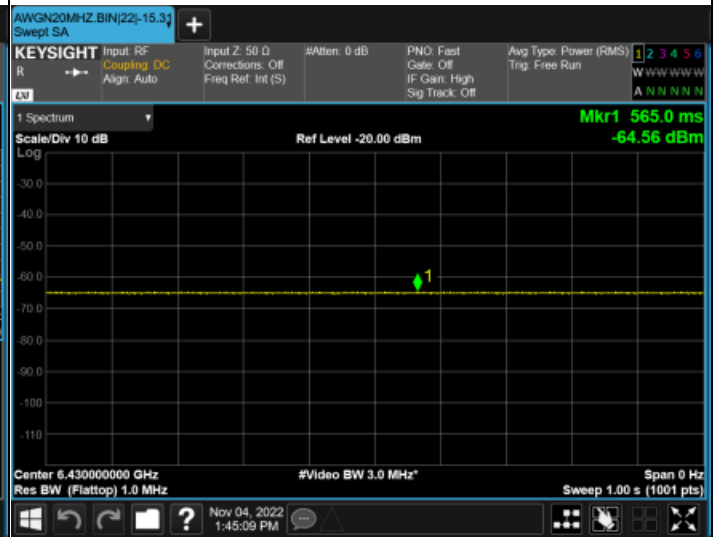 AWGN20MHZ.BIN|22|-15.3
Swept SA
+
KEYSIGHT
R
LXI
Input: RF
Coupling: DC
Align: Auto
Input Z: 50 Ω
Corrections: Off
Freq Ref: Int (S)
#Atten: 0 dB
PNO: Fast
Gate: Off
IF Gain: High
Sig Track: Off
Avg Type: Power (RMS)
Trig: Free Run
1 2 3 4 5 6
W W W W W W
A N N N N N
1 Spectrum
Scale/Div 10 dB
Ref Level -20.00 dBm
Mkr1 565.0 ms
-64.56 dBm
Log
-30.0
-40.0
-50.0
-60.0
-70.0
-80.0
-90.0
-100
-110
1
Center 6.430000000 GHz
Res BW (Flattop) 1.0 MHz
#Video BW 3.0 MHz*
Span 0 Hz
Sweep 1.00 s (1001 pts)
?
Nov 04, 2022
1:45:09 PM